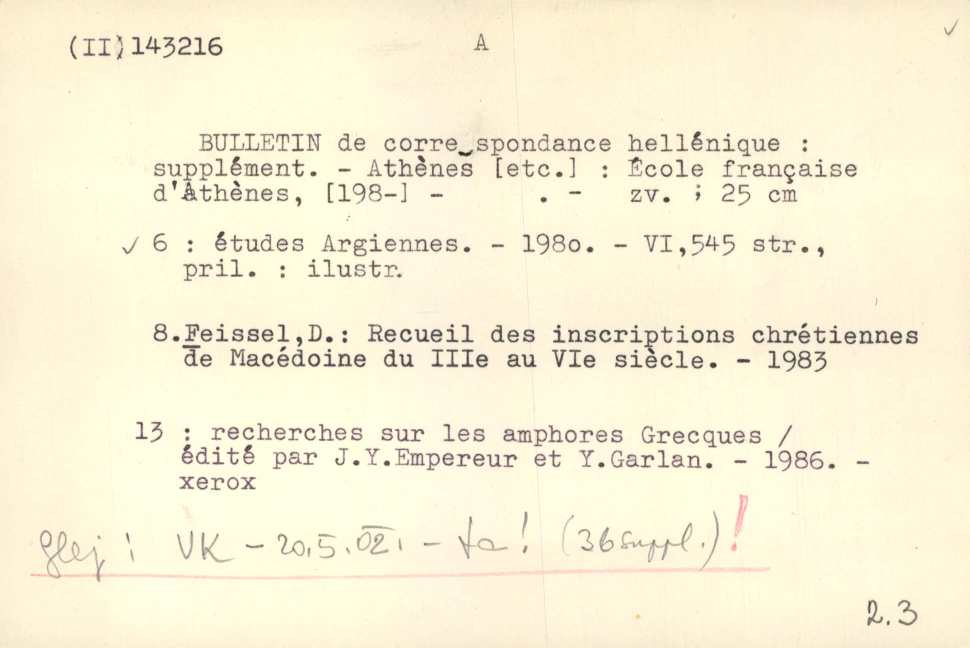 (II)143216 A
BULLETIN de corre spondance hellénique :
supplément. - Athènes [etc.] : École française
d'Athènes, [198-] - . - zv. ; 25 cm
✓ 6 : études Argiennes. - 198o. - VI,545 str.,
pril. : ilustr.
8.Feissel,D.: Recueil des inscriptions chrétiennes
de Macédoine du IIIe au VIe siècle. - 1983
13 : recherches sur les amphores Grecques /
édité par J.Y.Empereur et Y.Garlan. - 1986. -
xerox
glej : VK - 20.5.02. - ta ! (36 suppl.) !
2.3